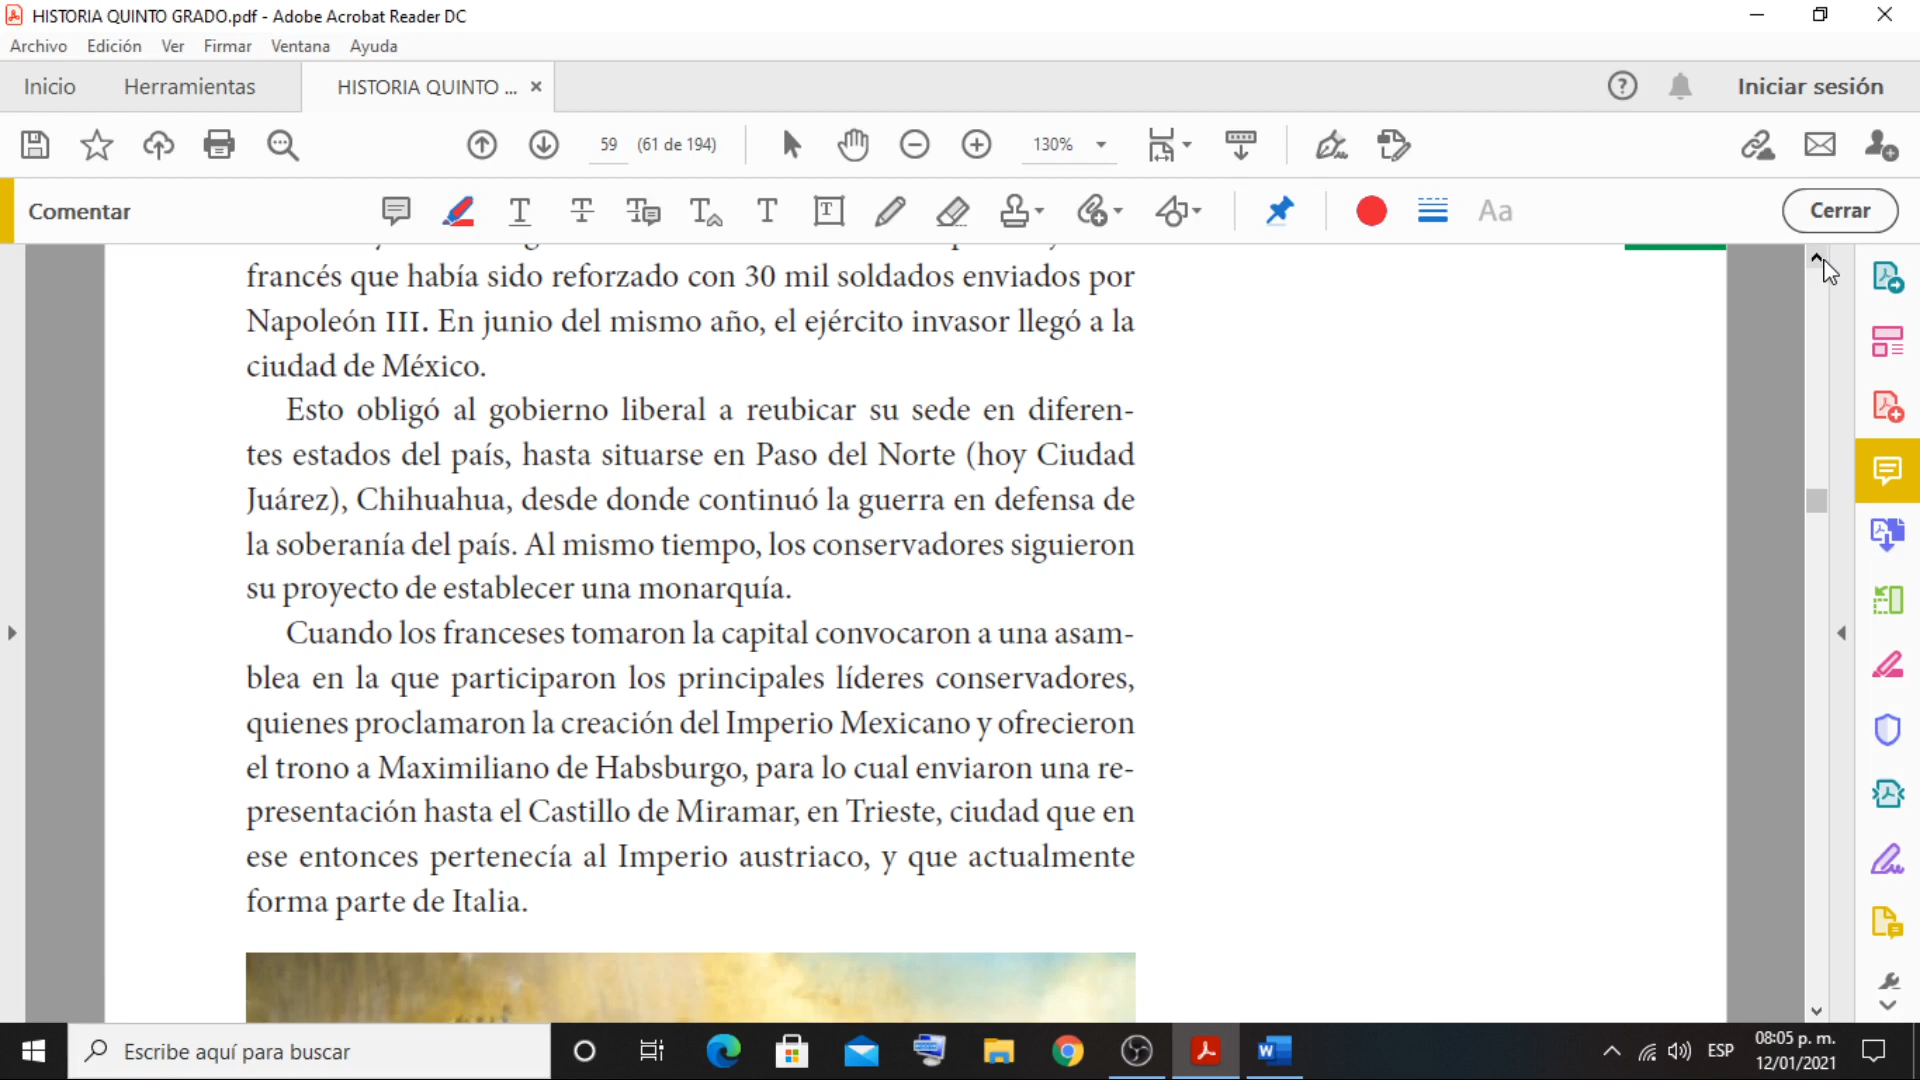 HISTORIA QUINTO GRADO.pdf - Adobe Acrobat Reader DC
Archivo Edición Ver Firmar Ventana Ayuda
Inicio Herramientas HISTORIA QUINTO ... × Iniciar sesión
59 (61 de 194) 130%
Comentar Aa Cerrar
francés que había sido reforzado con 30 mil soldados enviados por
Napoleón III. En junio del mismo año, el ejército invasor llegó a la
ciudad de México.
Esto obligó al gobierno liberal a reubicar su sede en diferen-
tes estados del país, hasta situarse en Paso del Norte (hoy Ciudad
Juárez), Chihuahua, desde donde continuó la guerra en defensa de
la soberanía del país. Al mismo tiempo, los conservadores siguieron
su proyecto de establecer una monarquía.
Cuando los franceses tomaron la capital convocaron a una asam-
blea en la que participaron los principales líderes conservadores,
quienes proclamaron la creación del Imperio Mexicano y ofrecieron
el trono a Maximiliano de Habsburgo, para lo cual enviaron una re-
presentación hasta el Castillo de Miramar, en Trieste, ciudad que en
ese entonces pertenecía al Imperio austriaco, y que actualmente
forma parte de Italia.
Escribe aquí para buscar
ESP
08:05 p. m.
12/01/2021